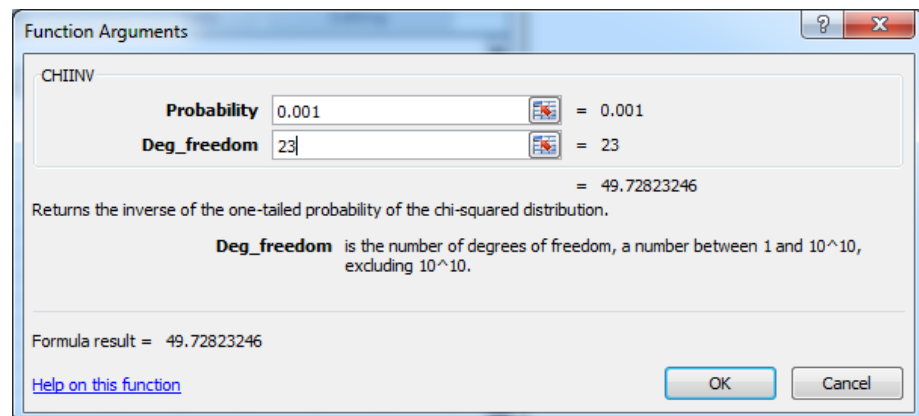 Function Arguments
CHIINV
Probability 0.001 = 0.001
Deg_freedom 23 = 23
= 49.72823246
Returns the inverse of the one-tailed probability of the chi-squared distribution.
Deg_freedom is the number of degrees of freedom, a number between 1 and 10^10,
excluding 10^10.
Formula result = 49.72823246
Help on this function
OK Cancel